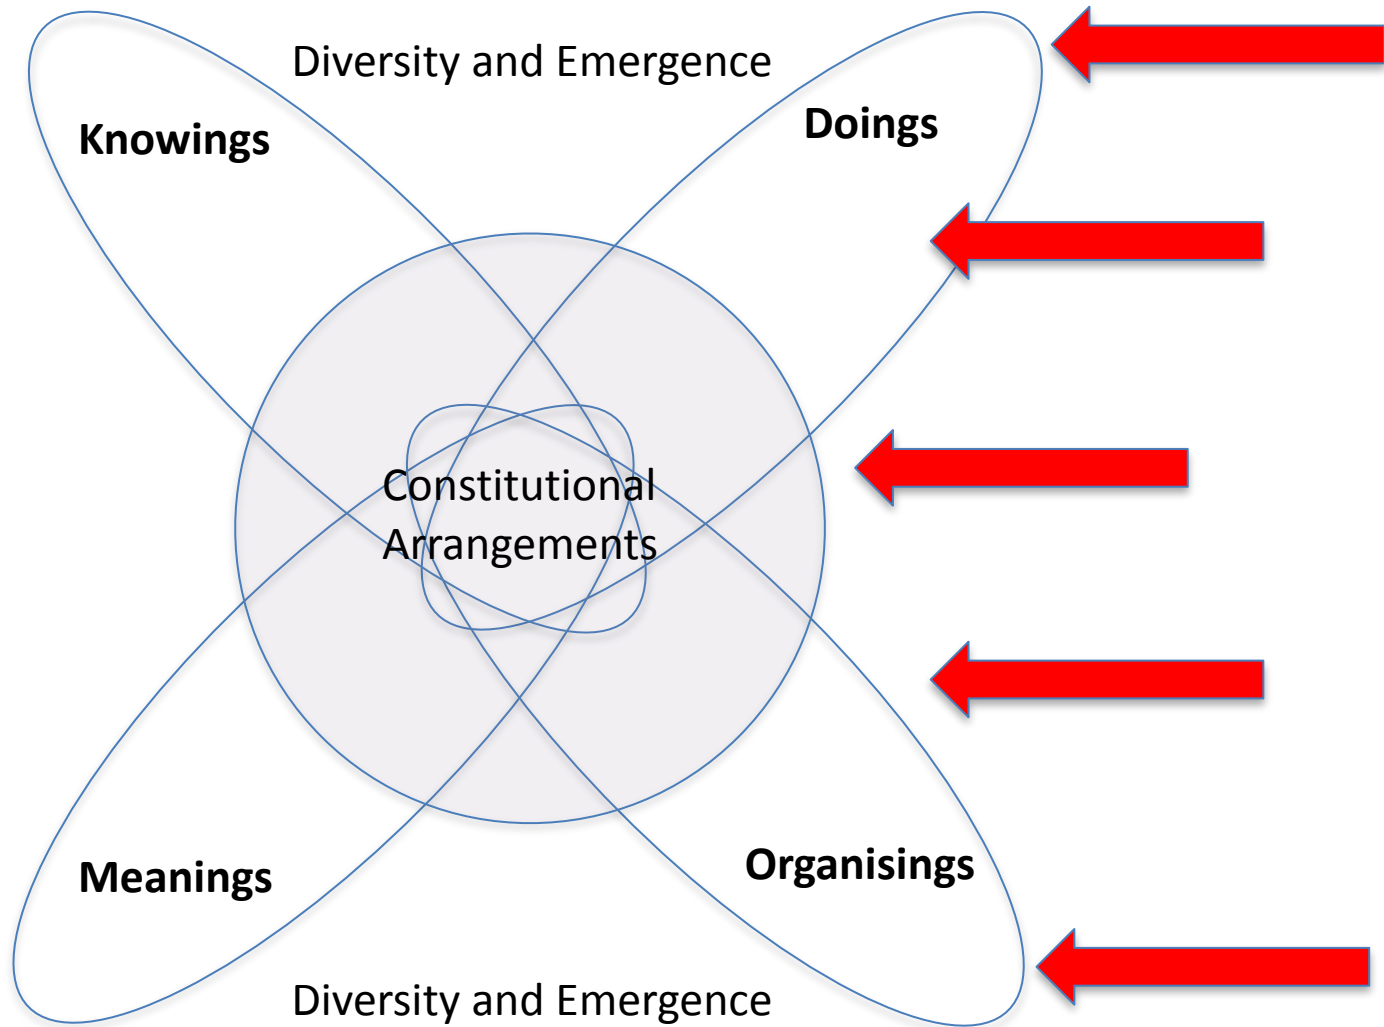 Diversity and Emergence
Knowings
Doings
Constitutional
Arrangements
Meanings
Organisings
Diversity and Emergence